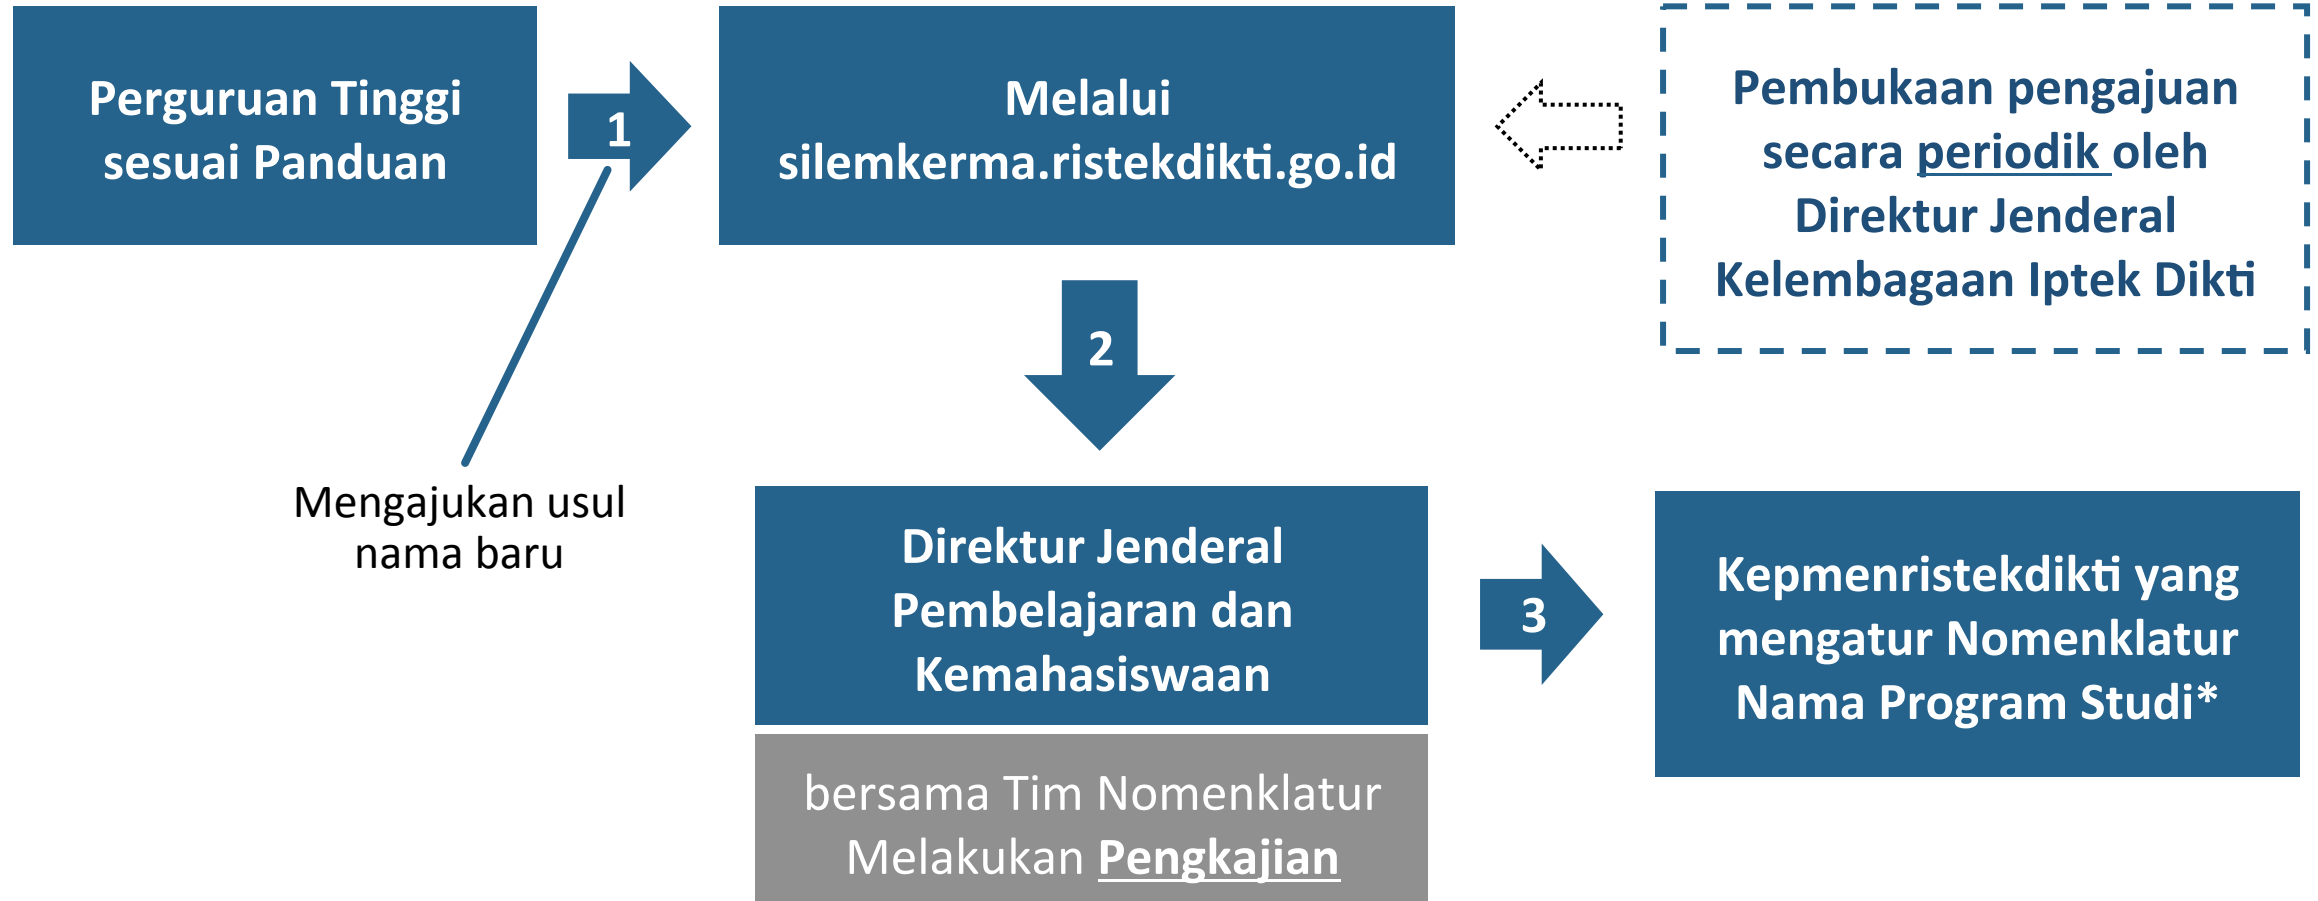 Perguruan Tinggi
sesuai Panduan
1
Melalui
silemkerma.ristekdikti.go.id
Pembukaan pengajuan
secara periodik oleh
Direktur Jenderal
Kelembagaan Iptek Dikti
2
Mengajukan usul
nama baru
Direktur Jenderal
Pembelajaran dan
Kemahasiswaan
bersama Tim Nomenklatur
Melakukan Pengkajian
3
Kepmenristekdikti yang
mengatur Nomenklatur
Nama Program Studi*